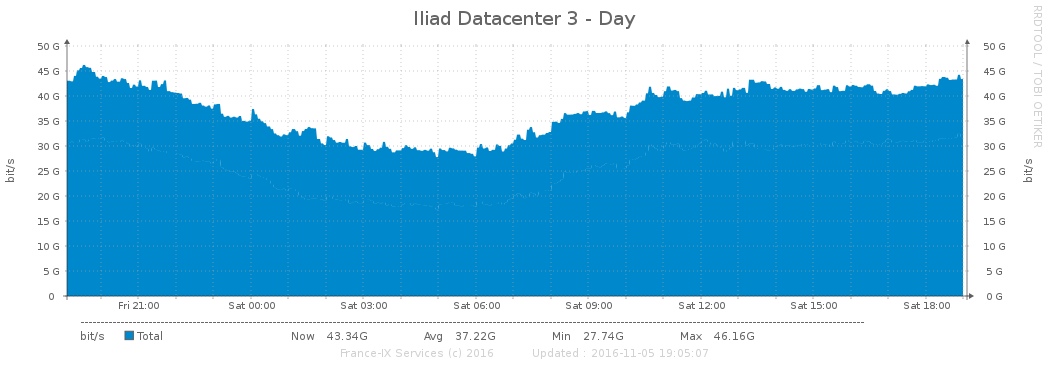 Iliad Datacenter 3 - Day
RRDTOOL / TOBI OETIKER
bit/s
50 G 50 G
45 G 45 G
40 G 40 G
35 G 35 G
30 G 30 G
25 G 25 G
20 G 20 G
15 G 15 G
10 G 10 G
5 G 5 G
0 0 G
bit/s
Fri 21:00 Sat 00:00 Sat 03:00 Sat 06:00 Sat 09:00 Sat 12:00 Sat 15:00 Sat 18:00
bit/s Total Now 43.34G Avg 37.22G Min 27.74G Max 46.16G
France-IX Services (c) 2016 Updated : 2016-11-05 19:05:07